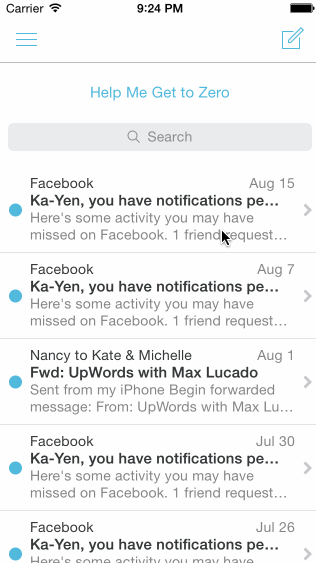 Carrier 9:24 PM
Help Me Get to Zero
Search
Facebook Aug 15
Ka-Yen, you have notifications pe...
Here's some activity you may have
missed on Facebook. 1 friend request...
Facebook Aug 7
Ka-Yen, you have notifications pe...
Here's some activity you may have
missed on Facebook. 1 friend request...
Nancy to Kate & Michelle Aug 1
Fwd: UpWords with Max Lucado
Sent from my iPhone Begin forwarded
message: From: UpWords with Max Lu...
Facebook Jul 30
Ka-Yen, you have notifications pe...
Here's some activity you may have
missed on Facebook. 1 friend request...
Facebook Jul 26
Ka-Yen, you have notifications pe...
Here's some activity you may have